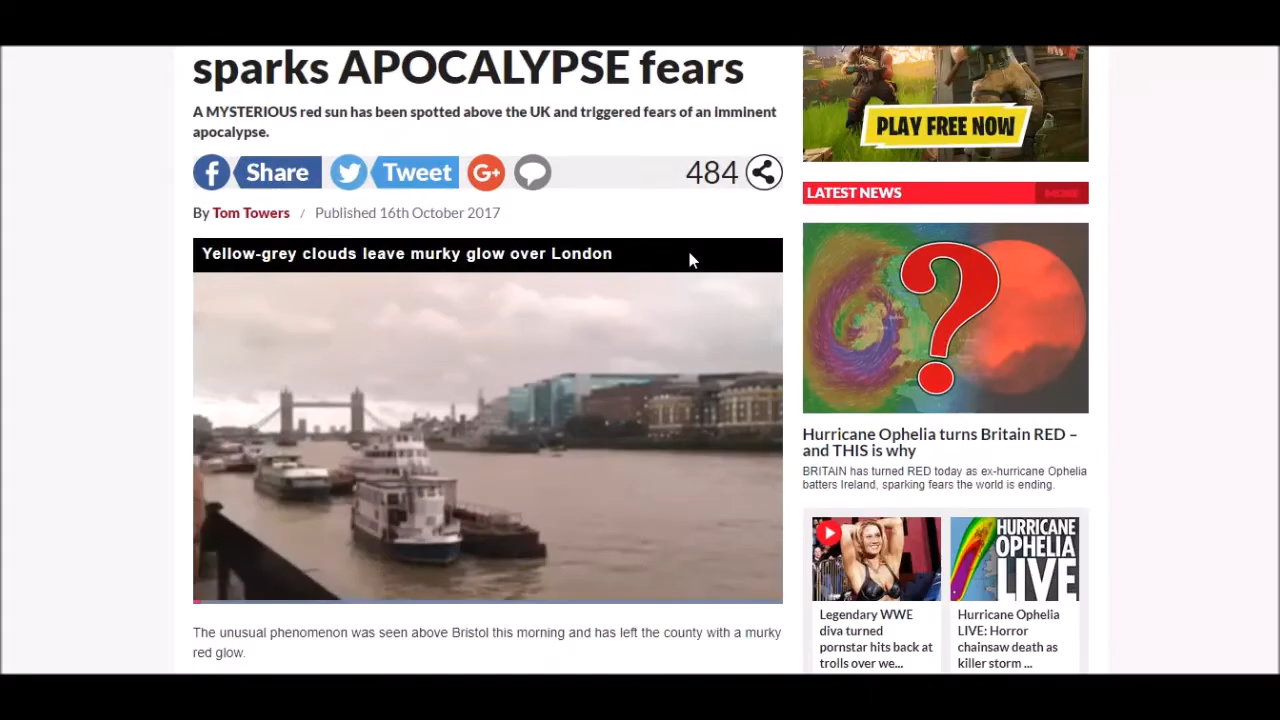 sparks APOCALYPSE fears
A MYSTERIOUS red sun has been spotted above the UK and triggered fears of an imminent
apocalypse.
Share
Tweet
G+
484
By Tom Towers / Published 16th October 2017
Yellow-grey clouds leave murky glow over London
The unusual phenomenon was seen above Bristol this morning and has left the county with a murky
red glow.
PLAY FREE NOW
LATEST NEWS
MORE
?
Hurricane Ophelia turns Britain RED –
and THIS is why
BRITAIN has turned RED today as ex-hurricane Ophelia
batters Ireland, sparking fears the world is ending.
Legendary WWE
diva turned
pornstar hits back at
trolls over we...
HURRICANE
OPHELIA
LIVE
Hurricane Ophelia
LIVE: Horror
chainsaw death as
killer storm ...